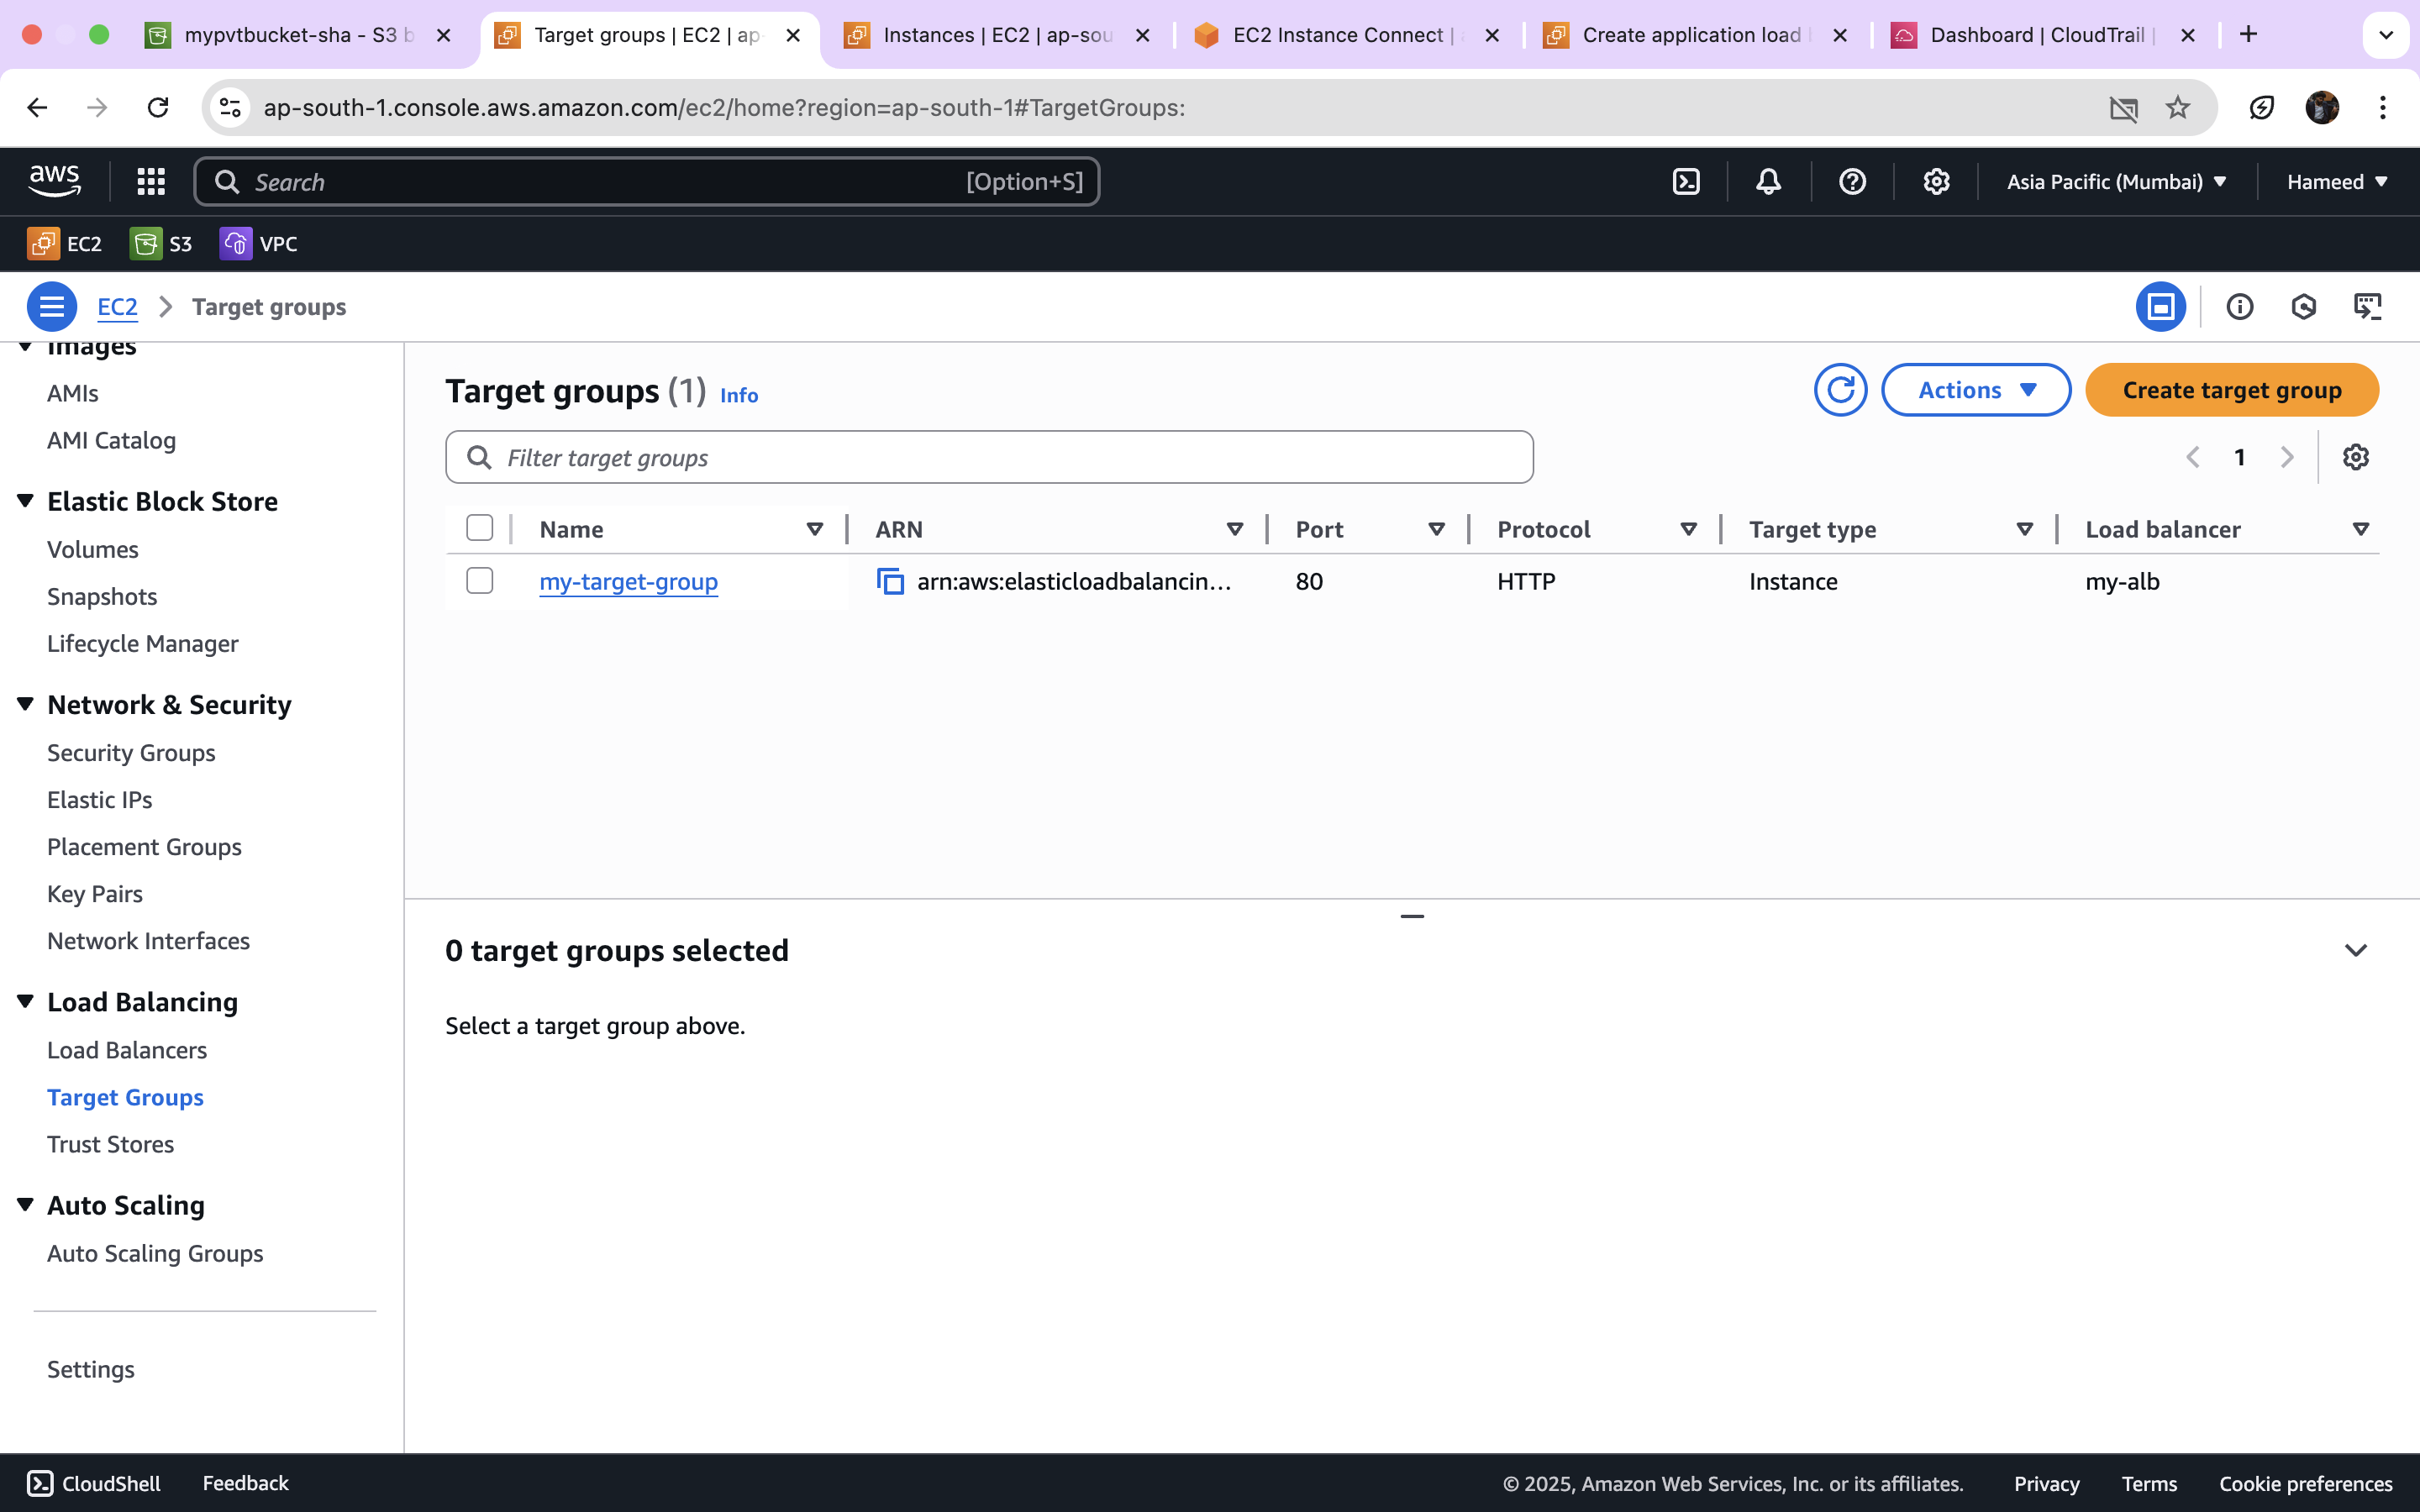 mypvtbucket-sha - S3 b
Target groups | EC2 | ap-
Instances | EC2 | ap-sou
EC2 Instance Connect |
Create application load
Dashboard | CloudTrail |
ap-south-1.console.aws.amazon.com/ec2/home?region=ap-south-1#TargetGroups:
aws
Search
[Option+S]
Asia Pacific (Mumbai)
Hameed
EC2
S3
VPC
EC2 > Target groups
Images
AMIs
AMI Catalog
Elastic Block Store
Volumes
Snapshots
Lifecycle Manager
Network & Security
Security Groups
Elastic IPs
Placement Groups
Key Pairs
Network Interfaces
Load Balancing
Load Balancers
Target Groups
Trust Stores
Auto Scaling
Auto Scaling Groups
Settings
Target groups (1) Info
Actions
Create target group
Filter target groups
1
Name ARN Port Protocol Target type Load balancer
my-target-group arn:aws:elasticloadbalancin... 80 HTTP Instance my-alb
0 target groups selected
Select a target group above.
CloudShell Feedback
© 2025, Amazon Web Services, Inc. or its affiliates. Privacy Terms Cookie preferences